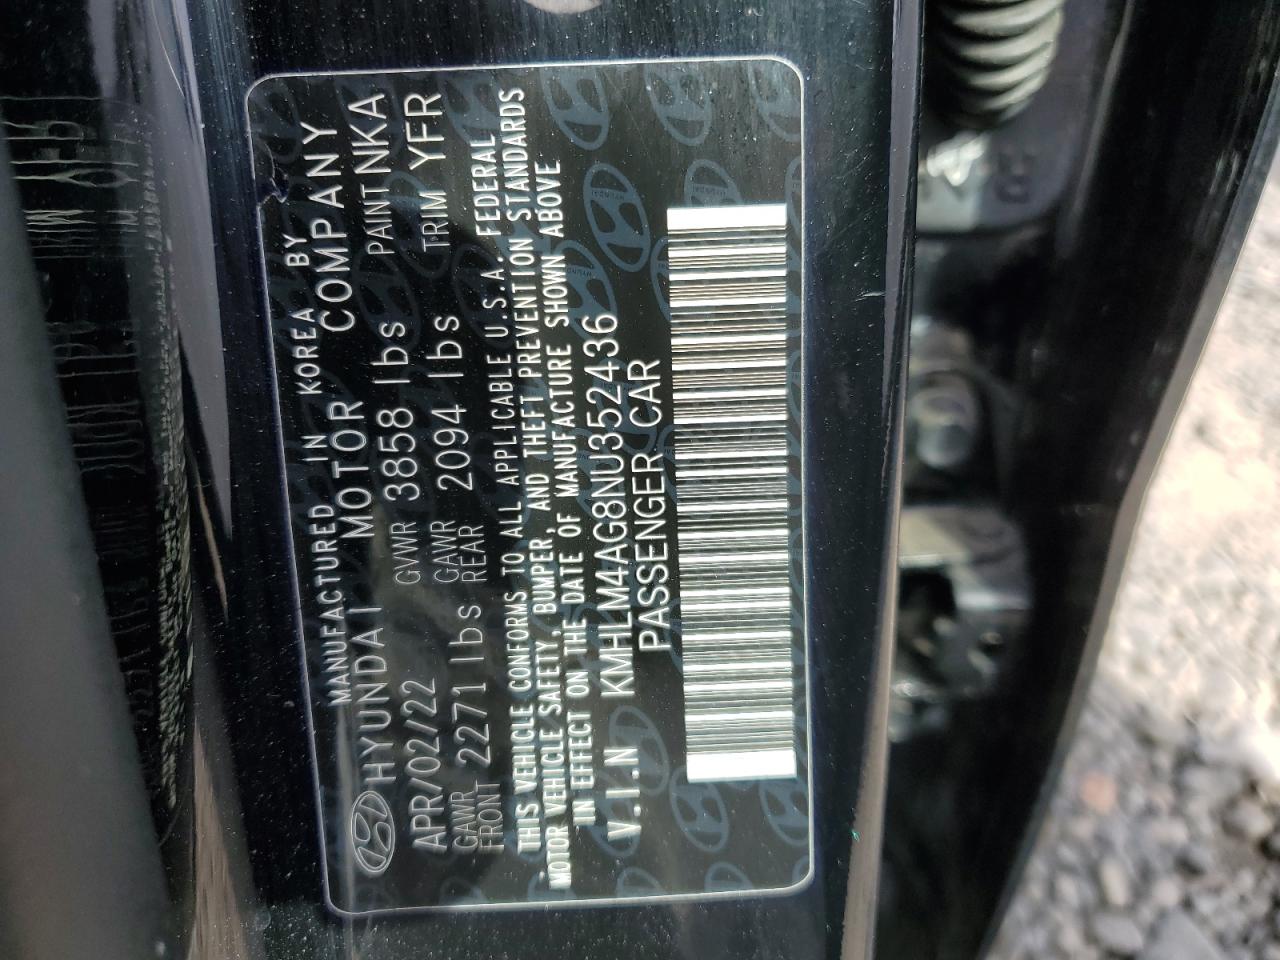 MANUFACTURED IN KOREA BY
HYUNDAI MOTOR COMPANY
APR/02/22 GVWR 3858 lbs PAINT NKA
GAWR FRONT 2271 lbs GAWR REAR 2094 lbs TRIM YFR
THIS VEHICLE CONFORMS TO ALL APPLICABLE U.S.A. FEDERAL
MOTOR VEHICLE SAFETY, BUMPER, AND THEFT PREVENTION STANDARDS
IN EFFECT ON THE DATE OF MANUFACTURE SHOWN ABOVE
V.I.N KMHLM4AG8NU352436
PASSENGER CAR